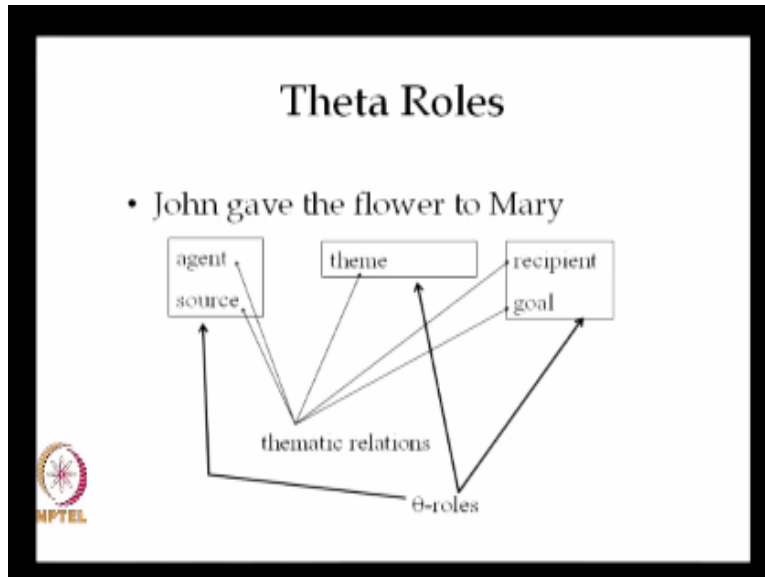 Theta Roles
• John gave the flower to Mary
agent theme recipient
source goal
thematic relations
θ-roles
NPTEL